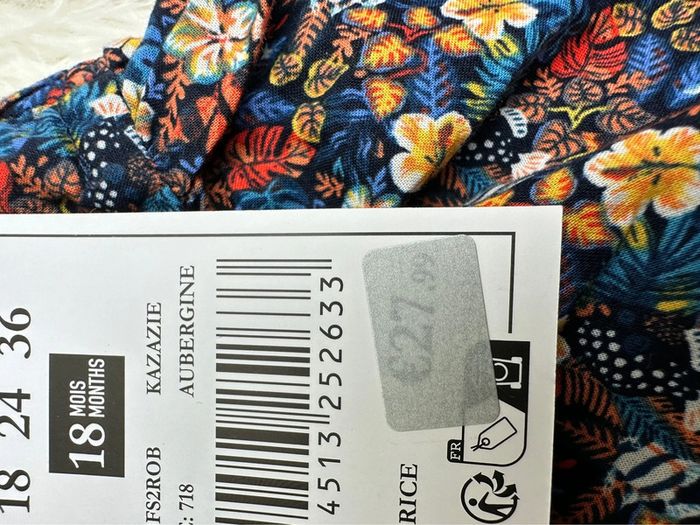 18 24 36
18 MOIS
MONTHS
FS2ROB KAZAZIE
: 718 AUBERGINE
4513252633
RICE
€27.99
FR